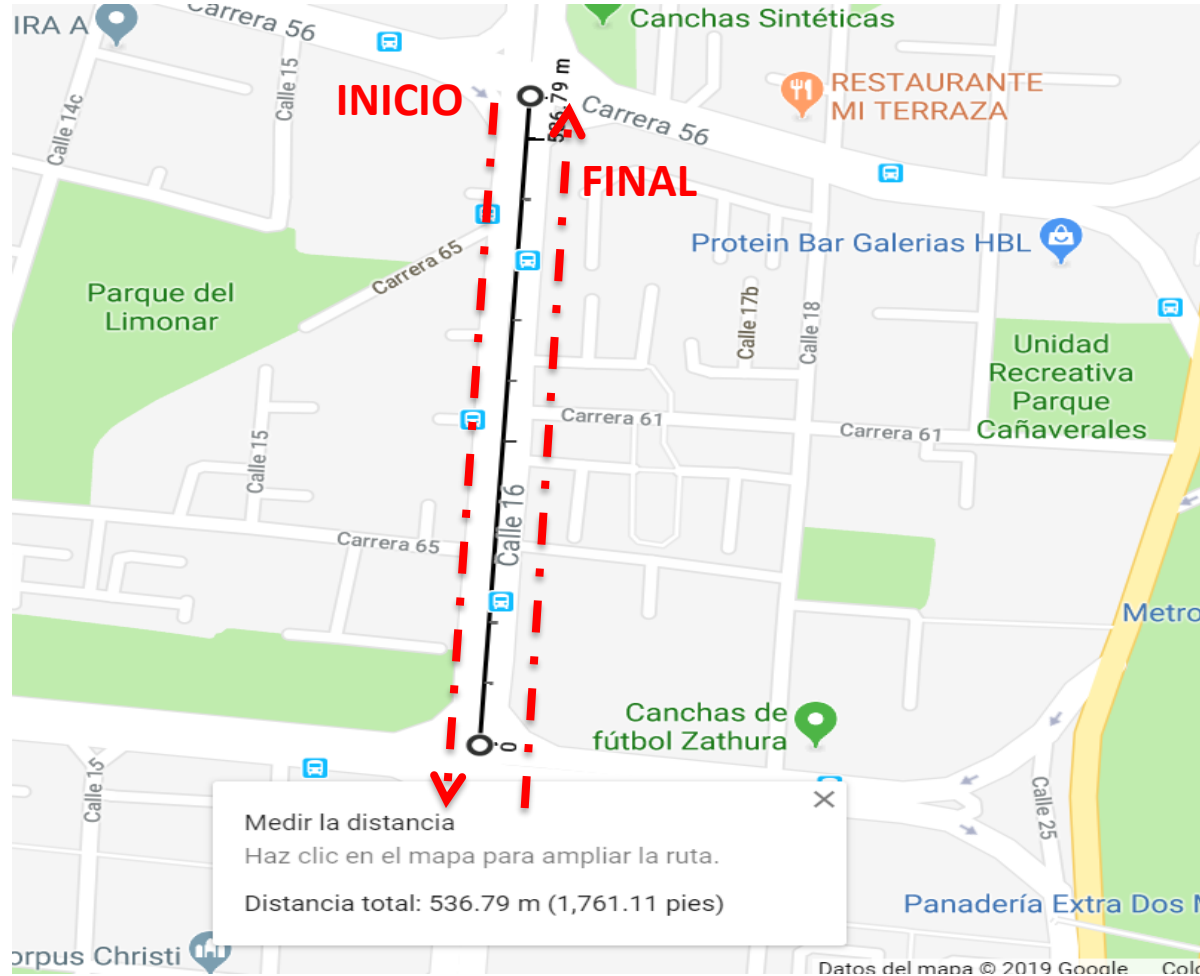 IRA A
Carrera 56
Canchas Sintéticas
Calle 15
Calle 14c
INICIO
536.79 m
Carrera 56
RESTAURANTE
MI TERRAZA
FINAL
Protein Bar Galerias HBL
Carrera 65
Parque del
Limonar
Calle 17b
Calle 18
Unidad
Recreativa
Parque
Cañaverales
Carrera 61
Carrera 61
Calle 15
Calle 16
Carrera 65
Metro
Canchas de
fútbol Zathura
0
Calle 15
Calle 25
Medir la distancia
Haz clic en el mapa para ampliar la ruta.
Distancia total: 536.79 m (1,761.11 pies)
Panadería Extra Dos
orpus Christi
Datos del mapa © 2019 Google
Colo